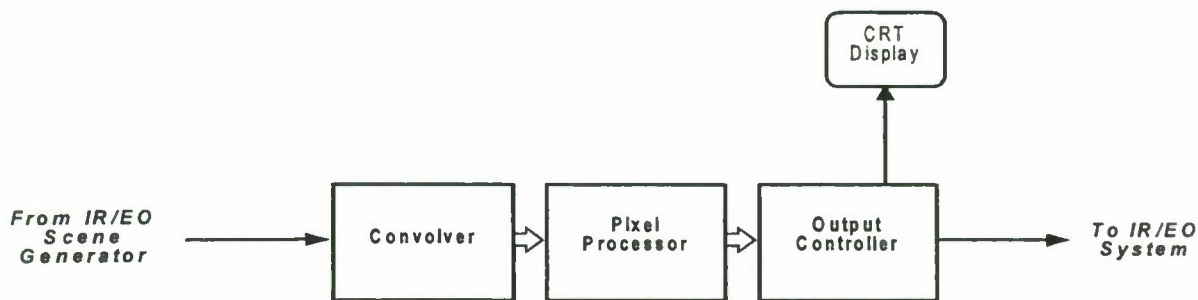 CRT
Display
From IR/EO
Scene
Generator
Convolver
Pixel
Processor
Output
Controller
To IR/EO
System